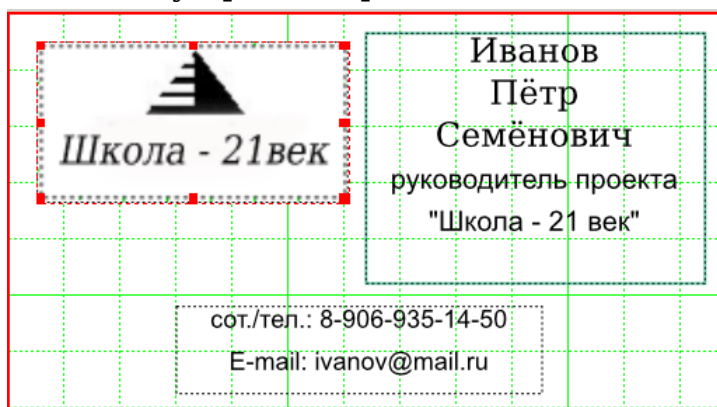 Школа - 21век
Иванов
Пётр
Семёнович
руководитель проекта
"Школа - 21 век"
сот./тел.: 8-906-935-14-50
E-mail: ivanov@mail.ru